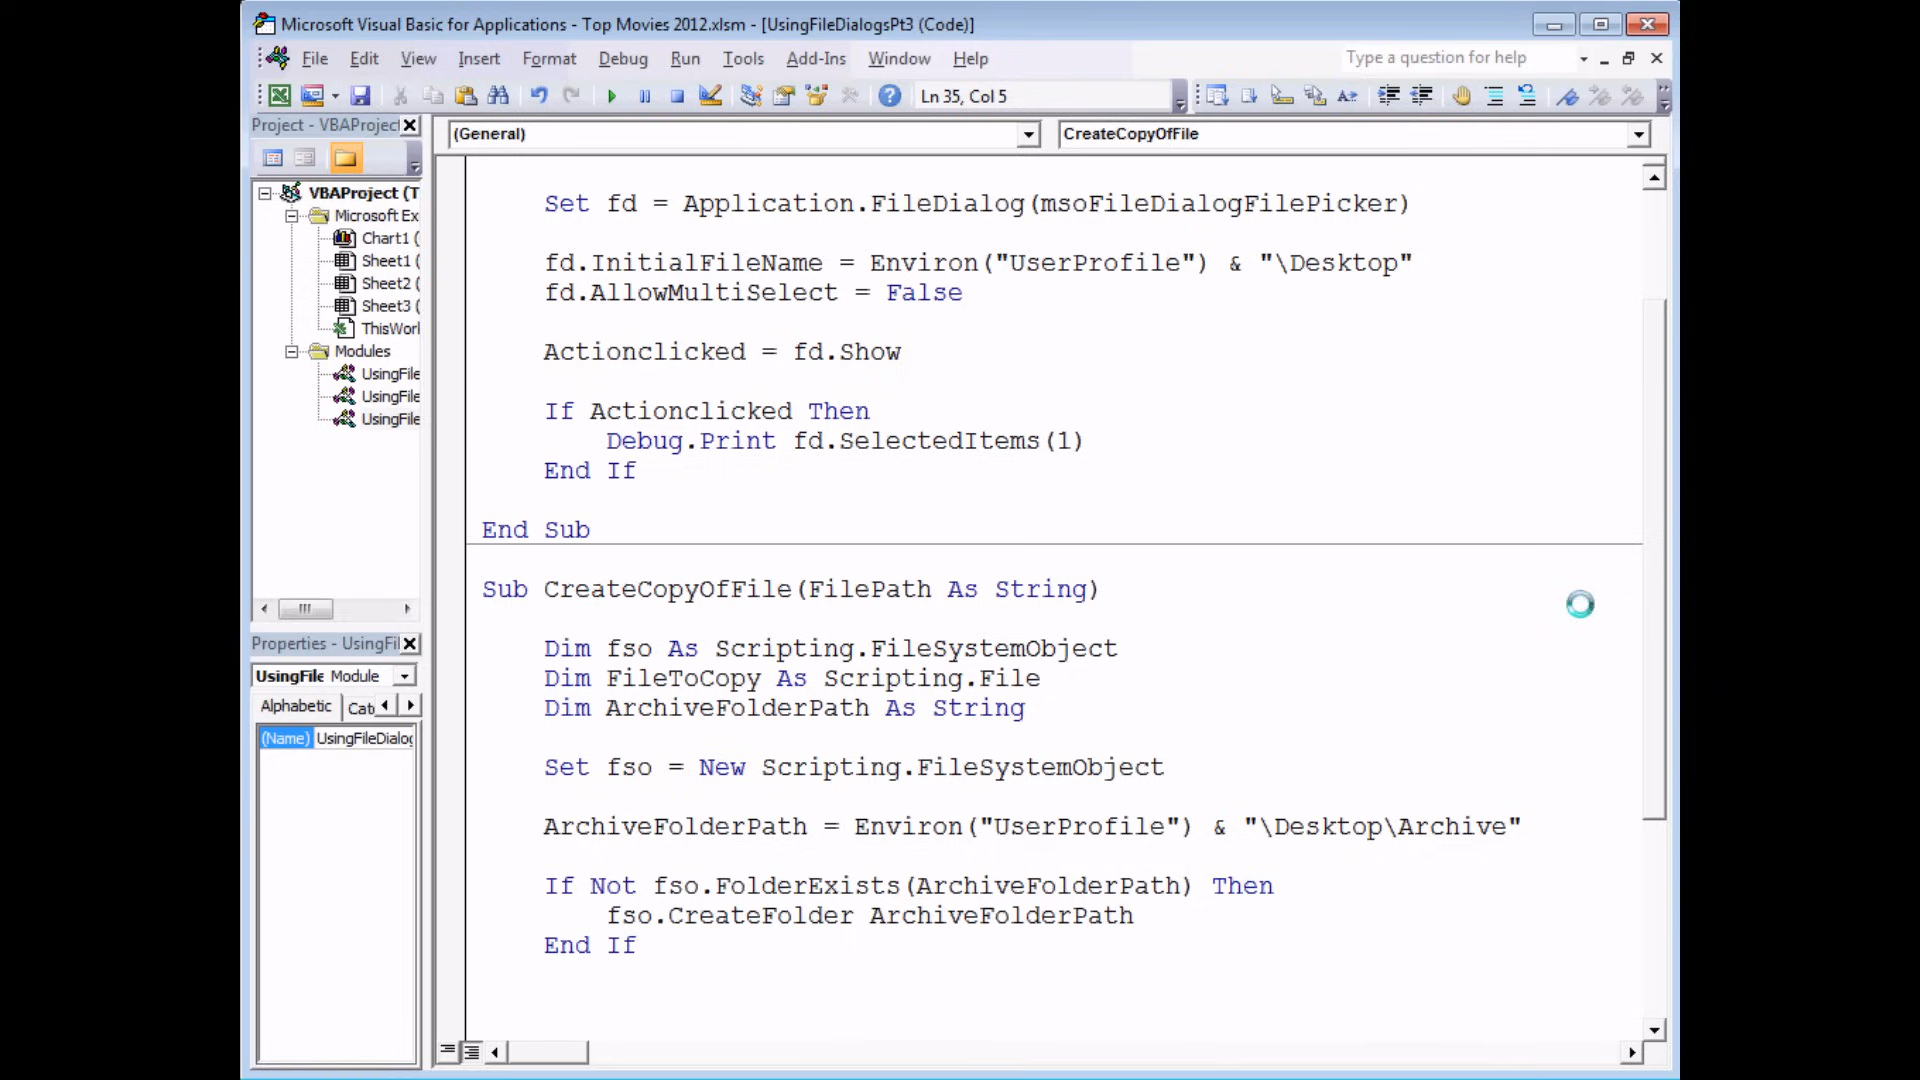 Microsoft Visual Basic for Applications - Top Movies 2012.xlsm - [UsingFileDialogsPt3 (Code)]
File Edit View Insert Format Debug Run Tools Add-Ins Window Help
Type a question for help
Ln 35, Col 5
Project - VBAProject
(General)
CreateCopyOfFile
VBAProject (T
Microsoft Ex
Chart1 (
Sheet1 (
Sheet2 (
Sheet3 (
ThisWor
Modules
UsingFile
UsingFile
UsingFile
Properties - UsingFil
UsingFile Module
Alphabetic
Cat
(Name) UsingFileDialog
Set fd = Application.FileDialog(msoFileDialogFilePicker)
fd.InitialFileName = Environ("UserProfile") & "\Desktop"
fd.AllowMultiSelect = False
Actionclicked = fd.Show
If Actionclicked Then
Debug.Print fd.SelectedItems(1)
End If
End Sub
Sub CreateCopyOfFile(FilePath As String)
Dim fso As Scripting.FileSystemObject
Dim FileToCopy As Scripting.File
Dim ArchiveFolderPath As String
Set fso = New Scripting.FileSystemObject
ArchiveFolderPath = Environ("UserProfile") & "\Desktop\Archive"
If Not fso.FolderExists(ArchiveFolderPath) Then
fso.CreateFolder ArchiveFolderPath
End If